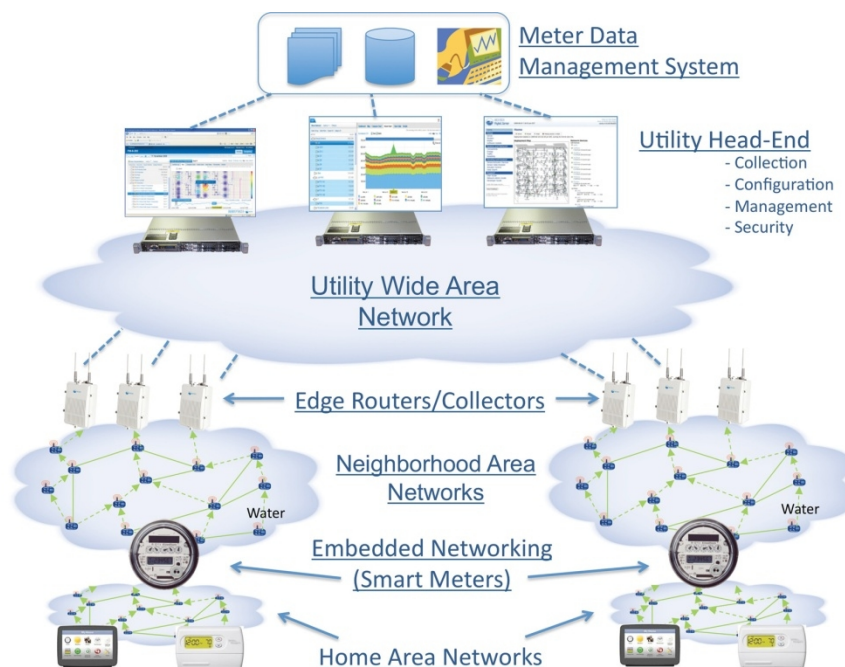 Meter Data
Management System
Utility Head-End
- Collection
- Configuration
- Management
- Security
Utility Wide Area
Network
Edge Routers/Collectors
Neighborhood Area
Networks
Water
Water
Embedded Networking
(Smart Meters)
Home Area Networks